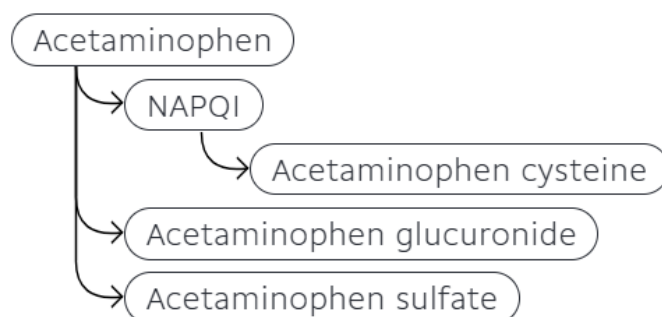 Acetaminophen
NAPQI
Acetaminophen cysteine
Acetaminophen glucuronide
Acetaminophen sulfate